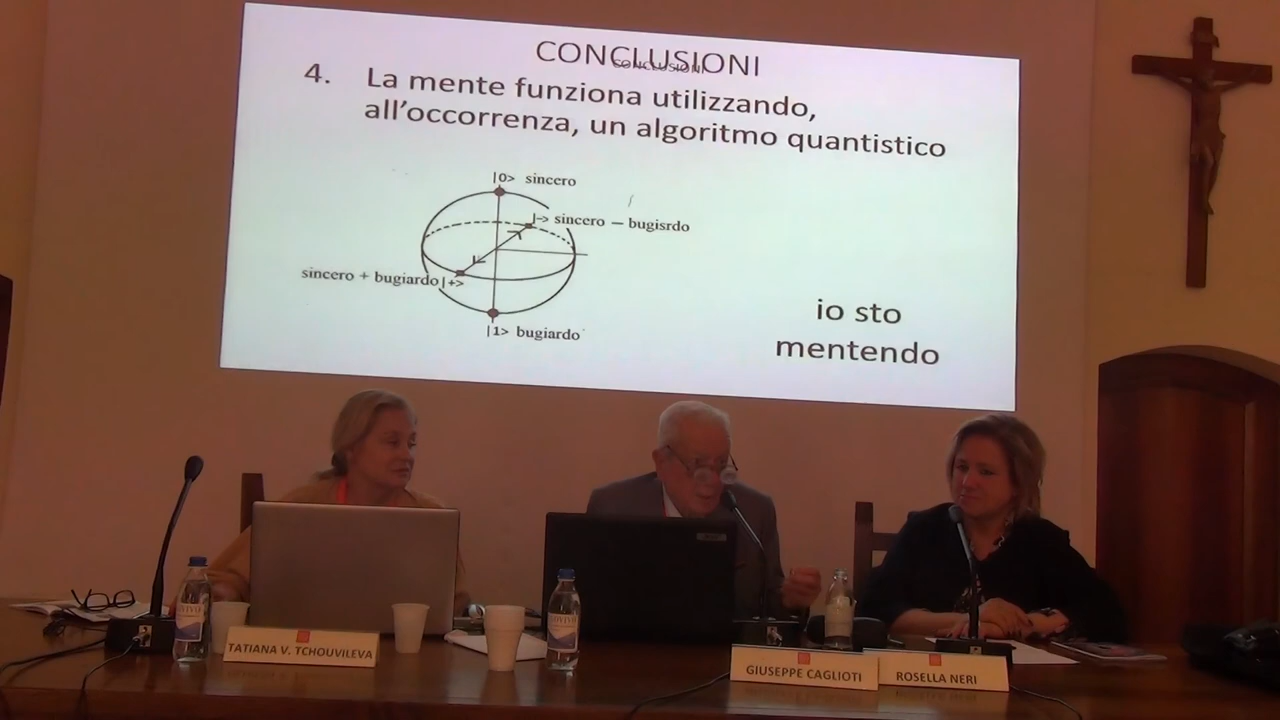 CONCLUSIONI
CONCLUSIONI
4. La mente funziona utilizzando,
all'occorrenza, un algoritmo quantistico
|0> sincero
|-> sincero – bugisrdo
sincero + bugiardo |+>
|1> bugiardo
io sto
mentendo
TATIANA V. TCHOUVILEVA
GIUSEPPE CAGLIOTI
ROSELLA NERI